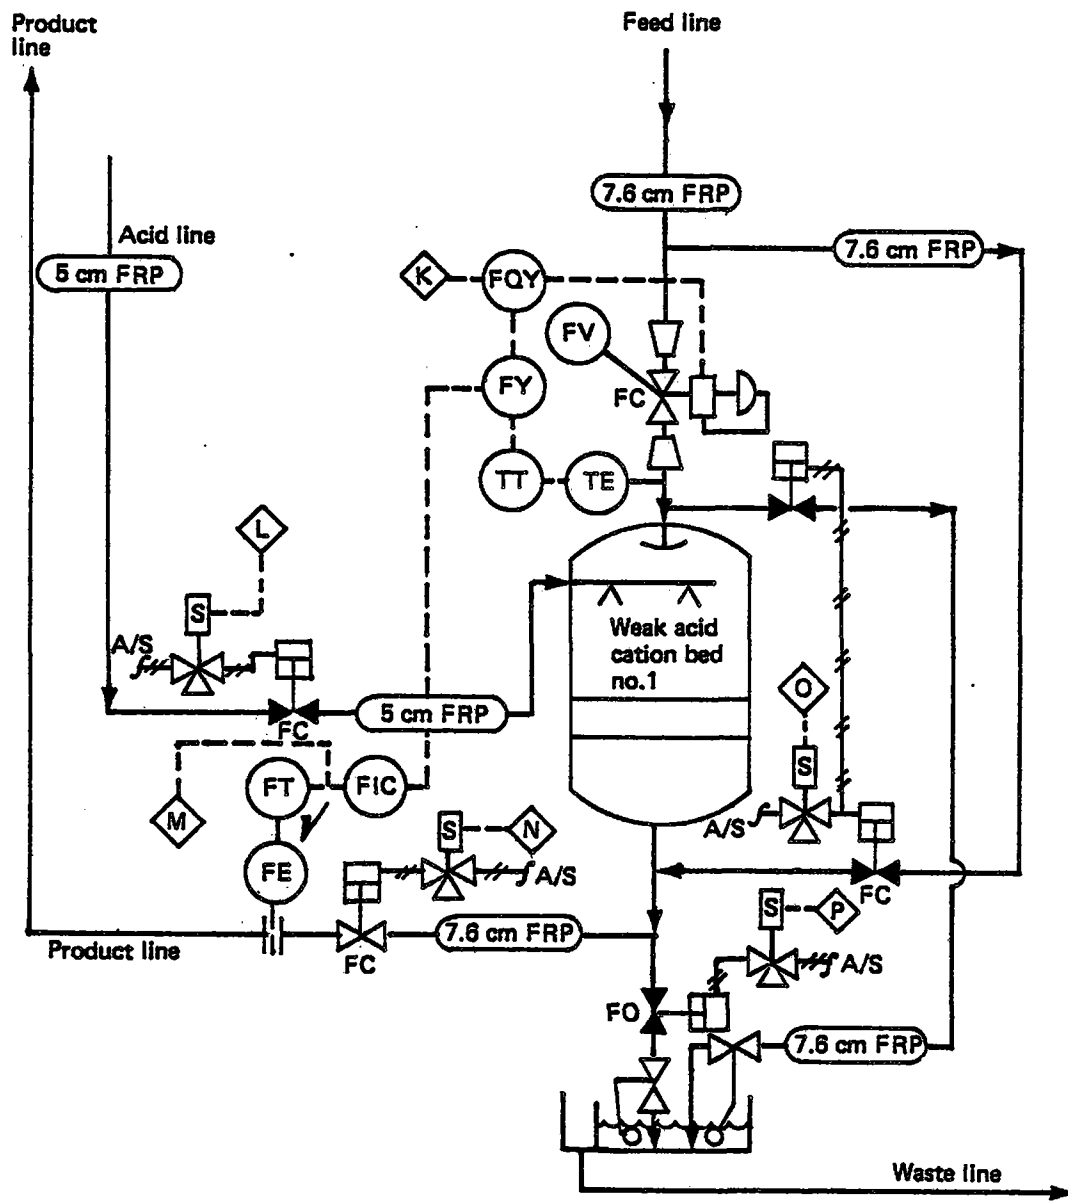 Product
line
Feed line
7.6 cm FRP
Acid line
7.6 cm FRP
5 cm FRP
K
FQY
FV
FY
FC
TT
TE
L
S
A/S
Weak acid
cation bed
no.1
O
5 cm FRP
FC
S
FT
FIC
M
S
N
A/S
FE
A/S
FC
S
P
Product line
7.6 cm FRP
FC
A/S
FO
7.6 cm FRP
Waste line